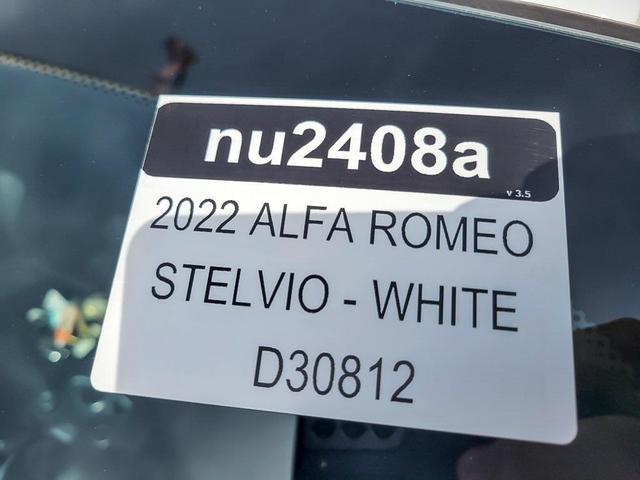 nu2408a
v 3.5
2022 ALFA ROMEO
STELVIO - WHITE
D30812